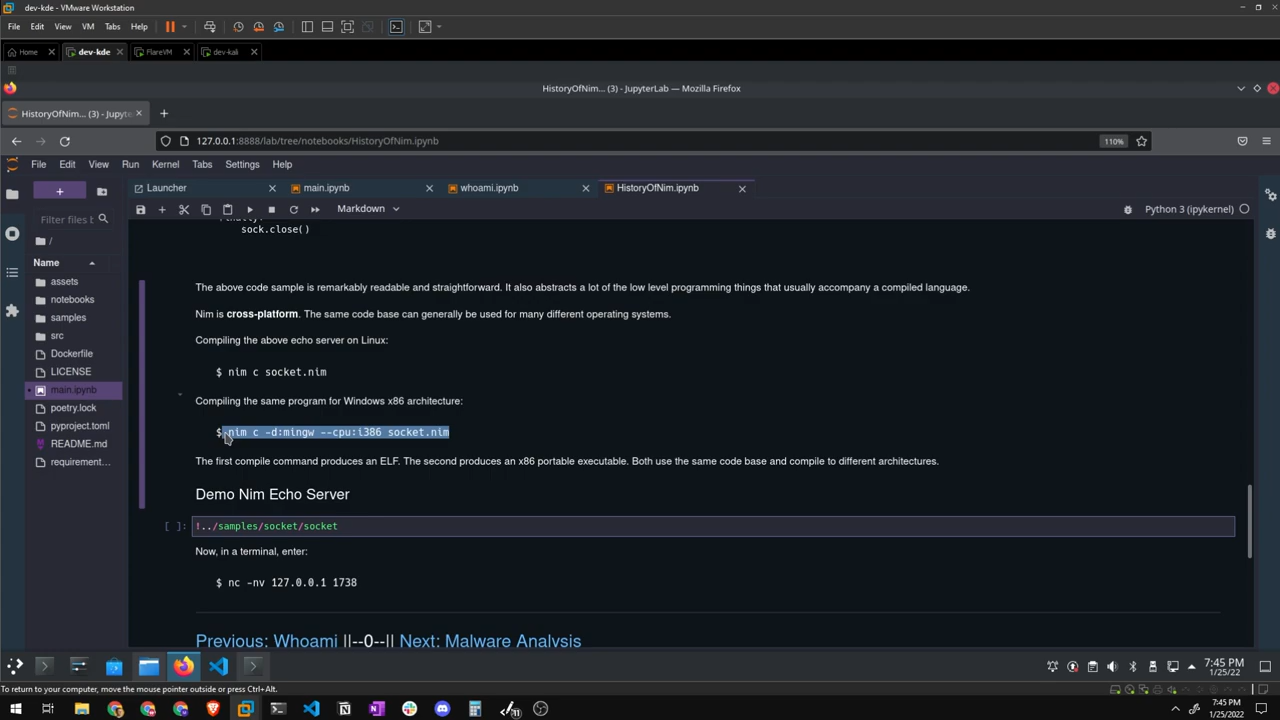 dev-kde - VMware Workstation
File Edit View VM Tabs Help
Home dev-kde FlareVM dev-kali
HistoryOfNim... (3) - JupyterLab — Mozilla Firefox
HistoryOfNim... (3) - Jupyte
127.0.0.1:8888/lab/tree/notebooks/HistoryOfNim.ipynb 110%
File Edit View Run Kernel Tabs Settings Help
Launcher main.ipynb whoami.ipynb HistoryOfNim.ipynb
Filter files by
Markdown Python 3 (ipykernel)
/
Name
assets
notebooks
samples
src
Dockerfile
LICENSE
main.ipynb
poetry.lock
pyproject.toml
README.md
requirement...
finally:
sock.close()
The above code sample is remarkably readable and straightforward. It also abstracts a lot of the low level programming things that usually accompany a compiled language.
Nim is cross-platform. The same code base can generally be used for many different operating systems.
Compiling the above echo server on Linux:
$ nim c socket.nim
Compiling the same program for Windows x86 architecture:
$ nim c -d:mingw --cpu:i386 socket.nim
The first compile command produces an ELF. The second produces an x86 portable executable. Both use the same code base and compile to different architectures.
Demo Nim Echo Server
[ ]: !../samples/socket/socket
Now, in a terminal, enter:
$ nc -nv 127.0.0.1 1738
Previous: Whoami ||--0--|| Next: Malware Analysis
7:45 PM
1/25/22
To return to your computer, move the mouse pointer outside or press Ctrl+Alt.
7:45 PM
1/25/2022